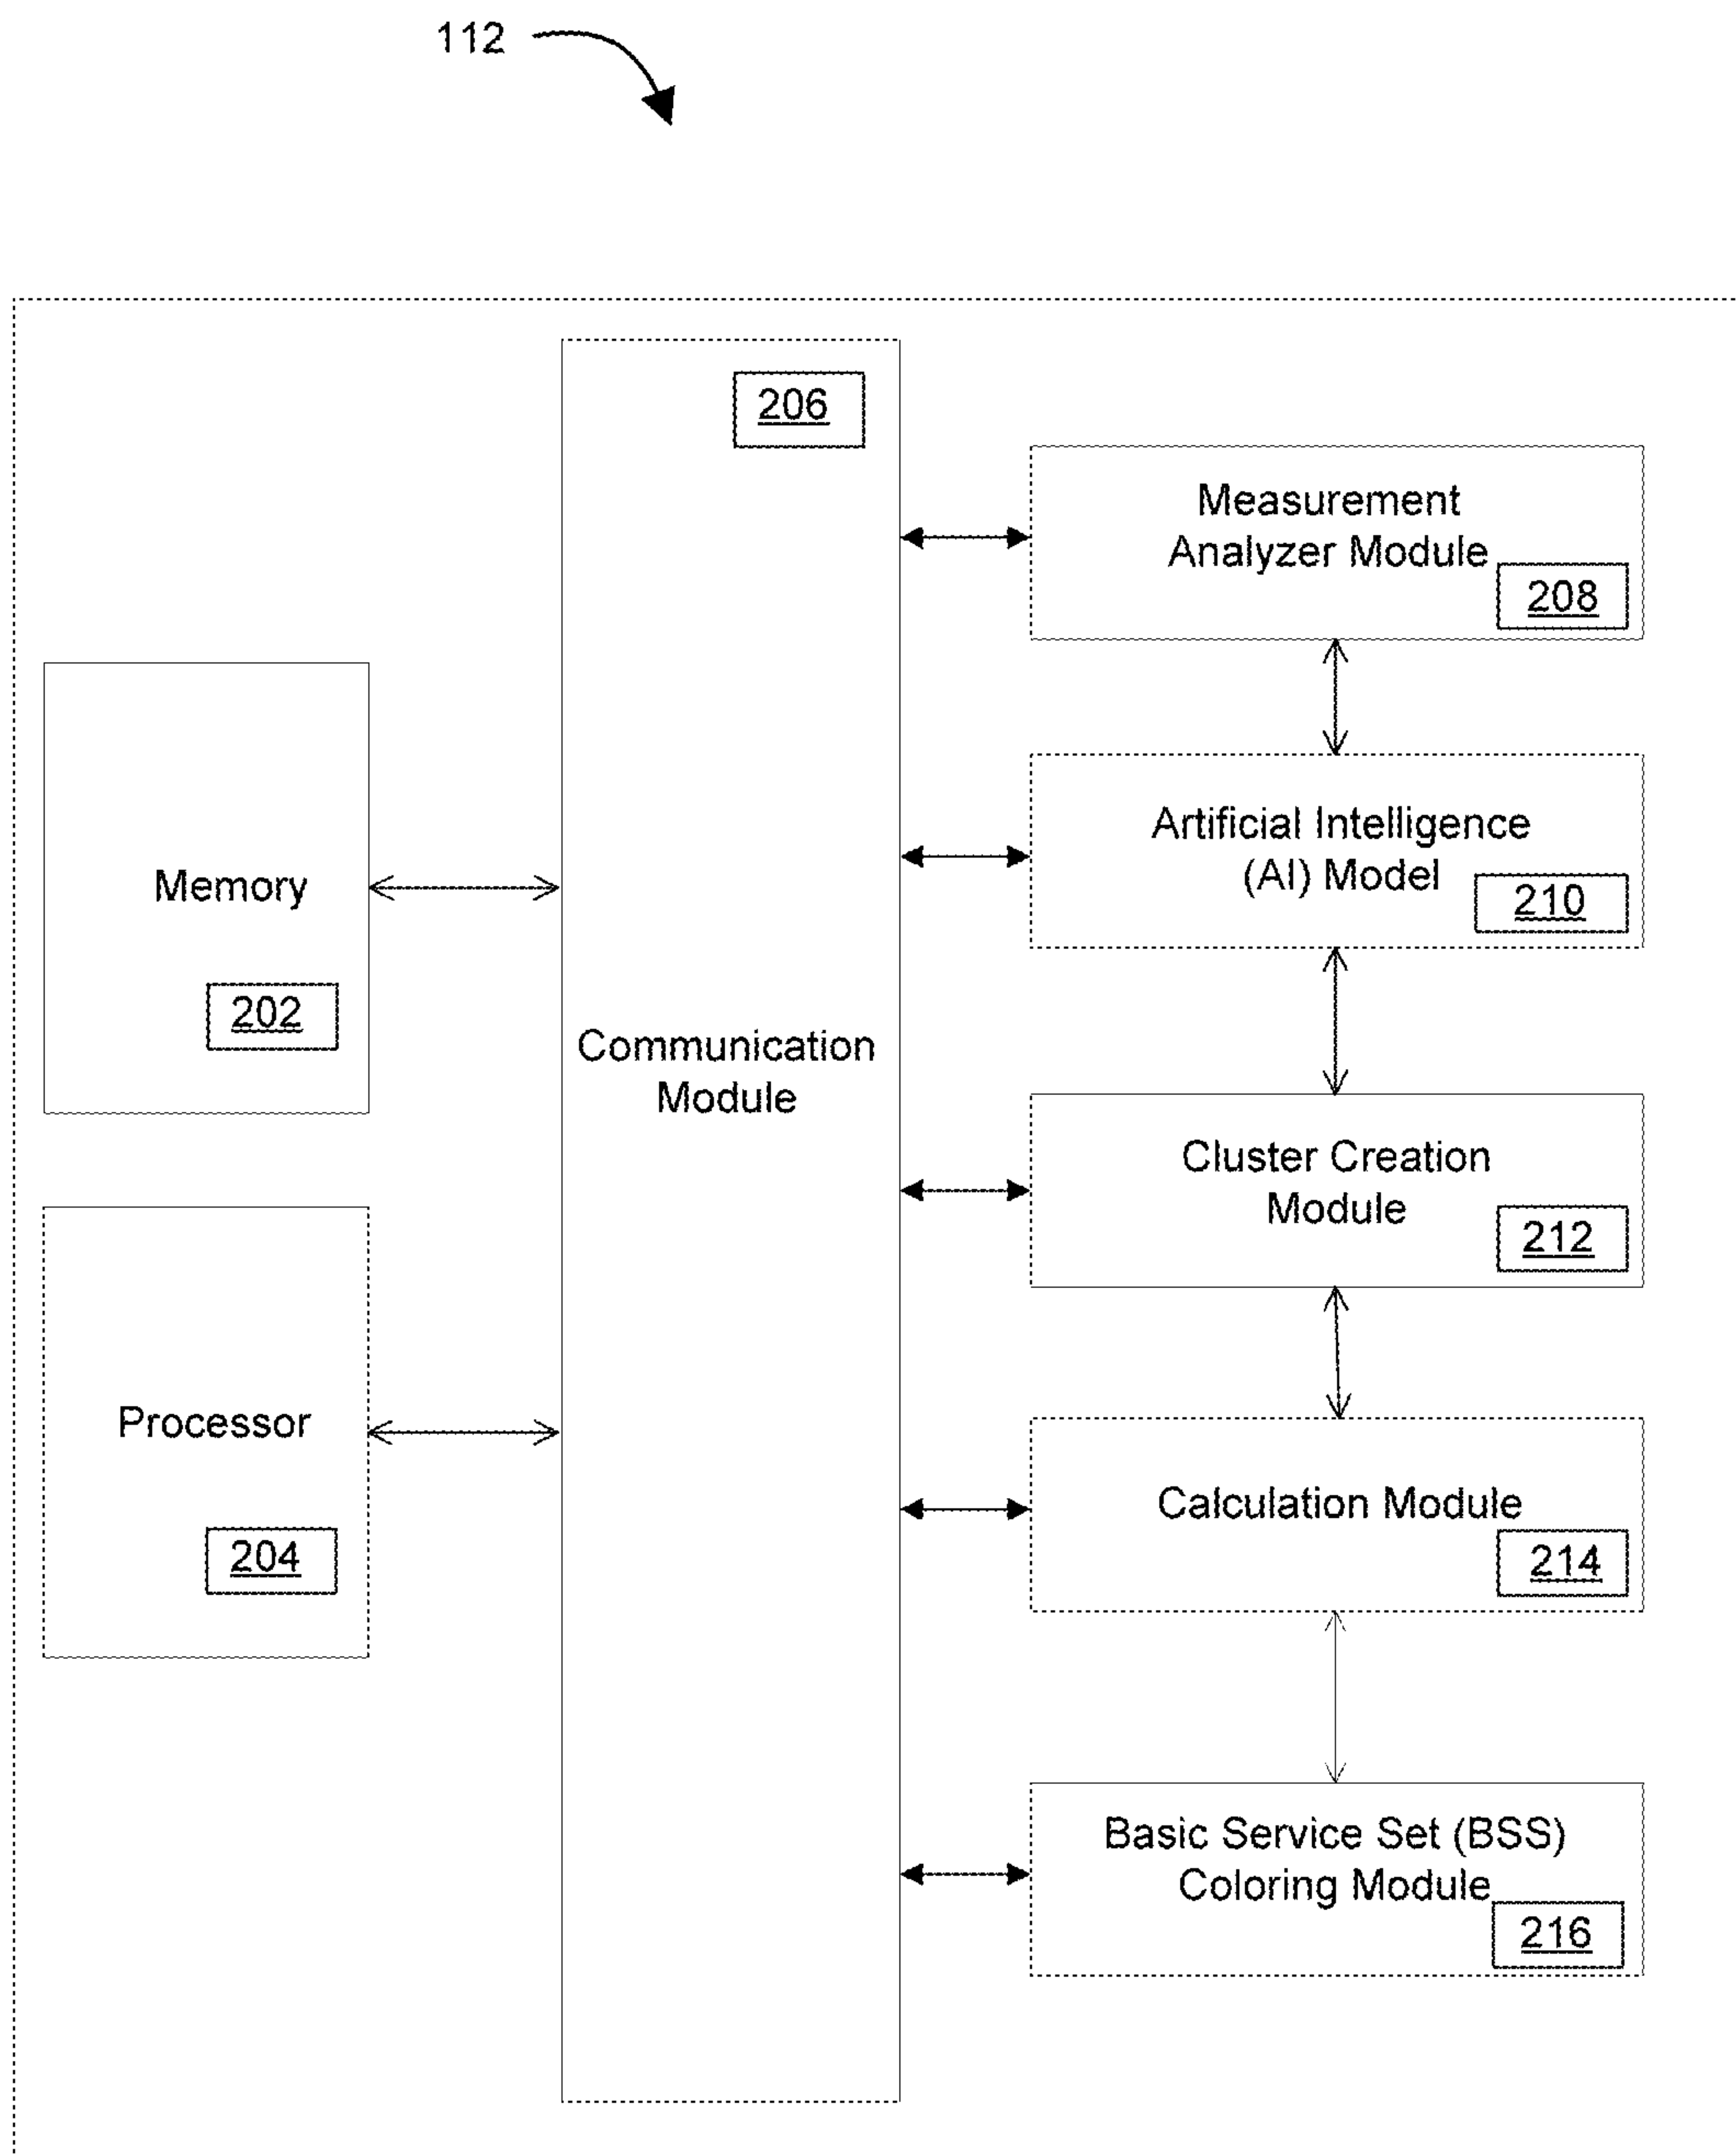 112
206
Measurement
Analyzer Module
208
Artificial Intelligence
(AI) Model
210
Memory
202
Communication
Module
Cluster Creation
Module
212
Processor
204
Calculation Module
214
Basic Service Set (BSS)
Coloring Module
216